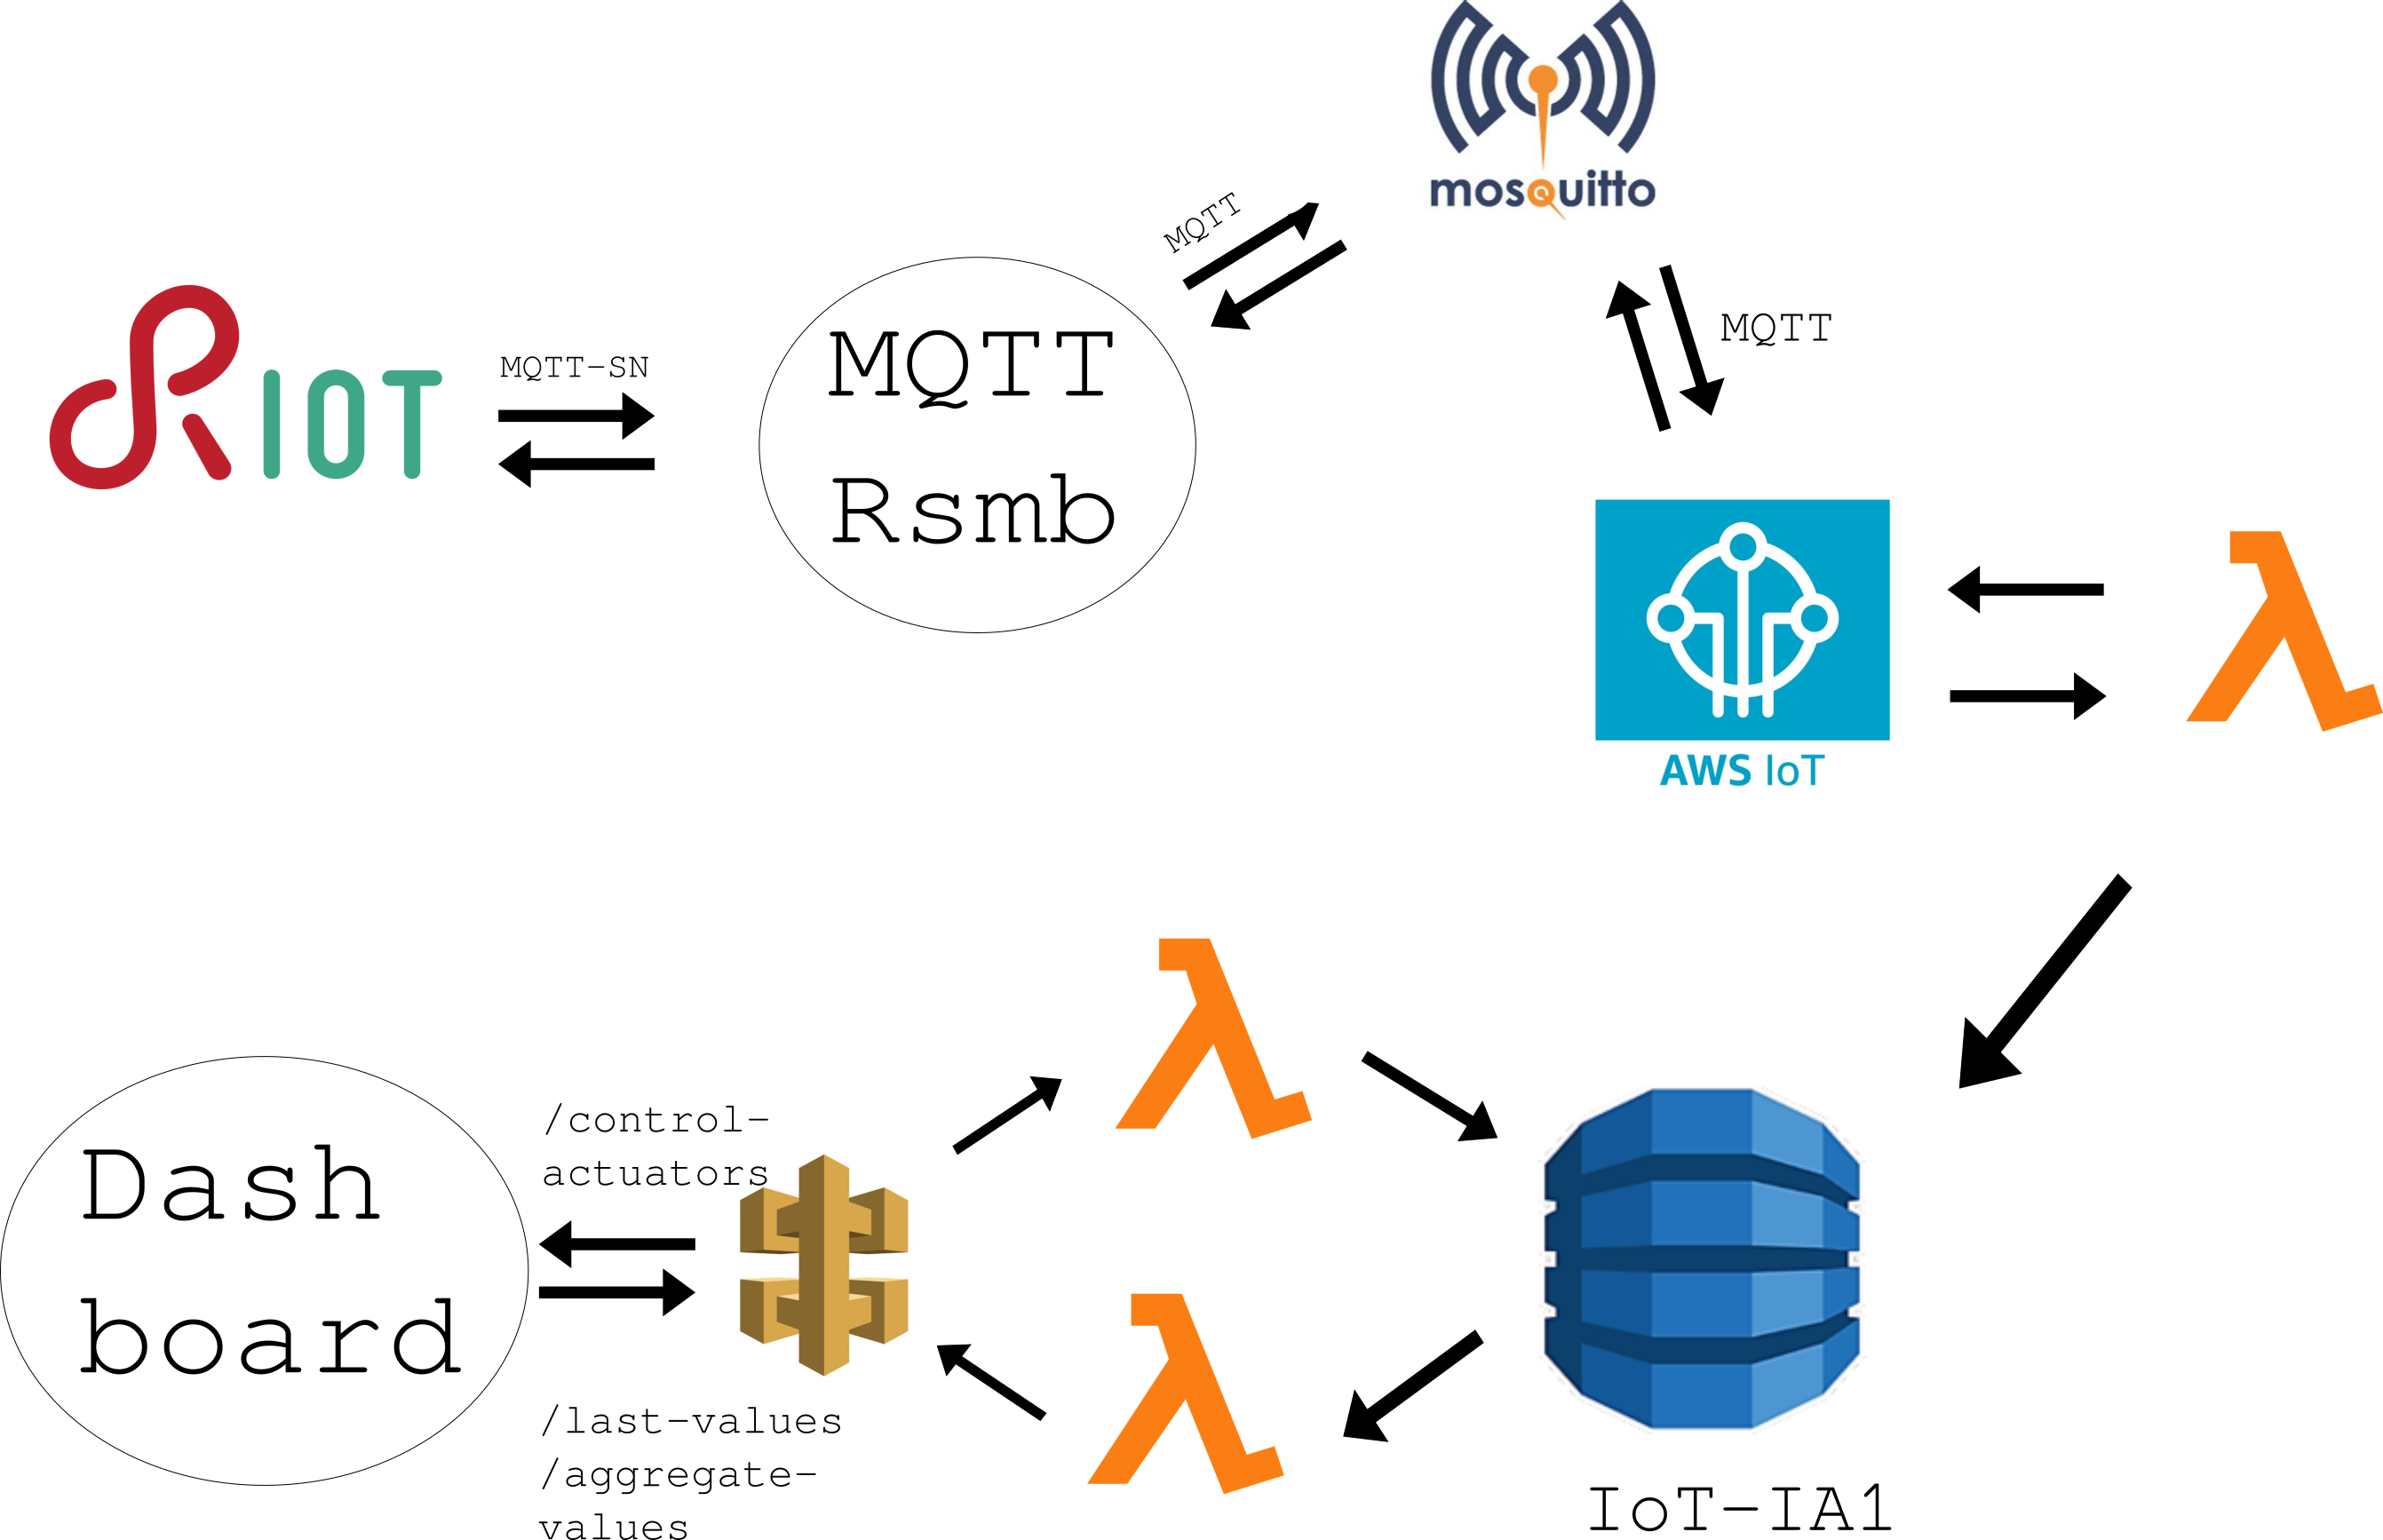 mosquitto
MQTT
MQTT
RIOT
MQTT-SN
MQTT
Rsmb
AWS IoT
/control-
actuators
Dash
board
/last-values
/aggregate-
values
IoT-IA1